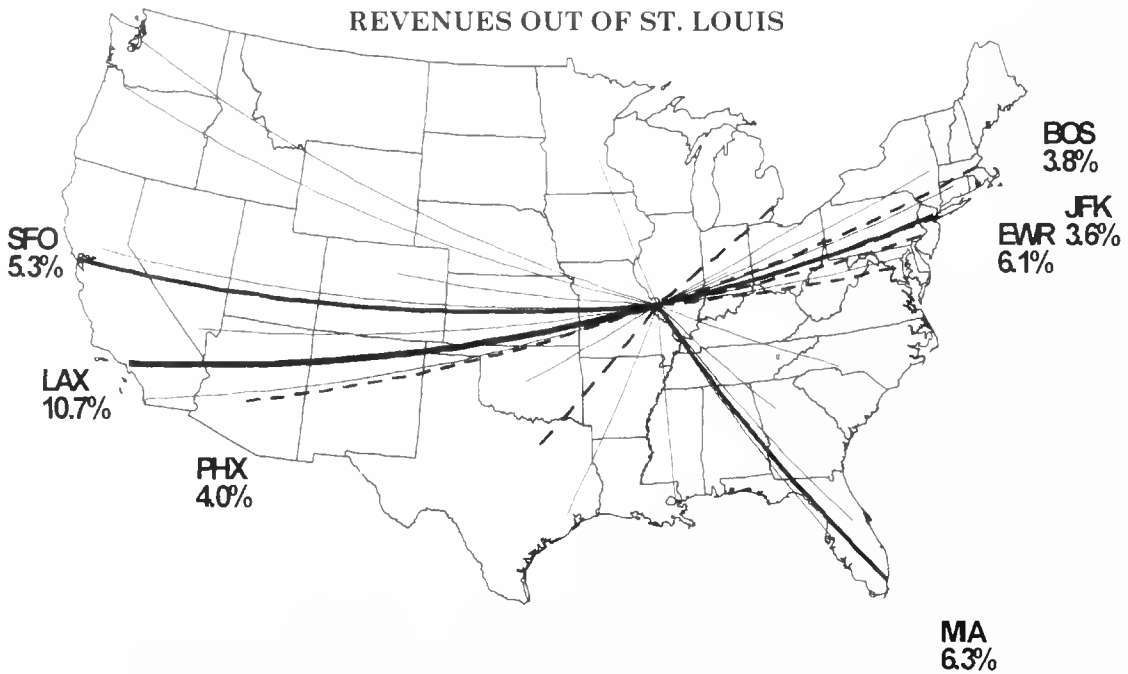 REVENUES OUT OF ST. LOUIS
BOS
3.8%
JFK
3.6%
EWR
6.1%
SFO
5.3%
LAX
10.7%
PHX
4.0%
MIA
6.3%